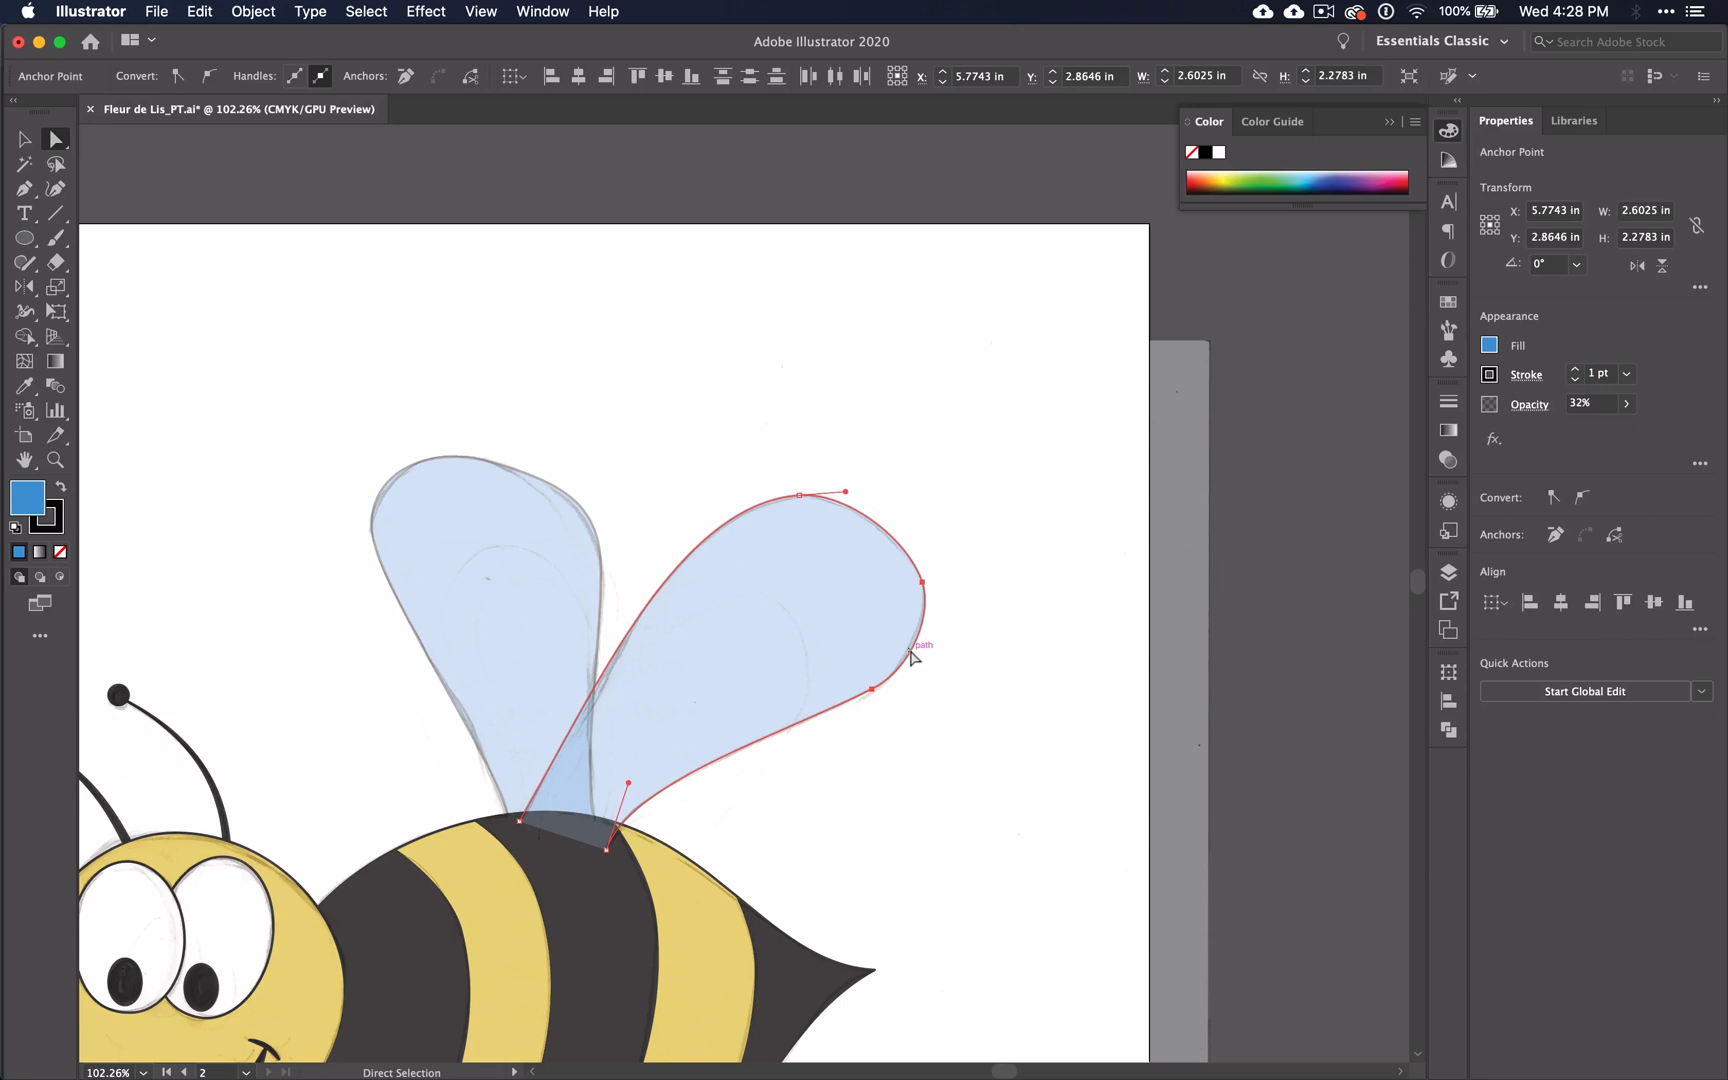 Illustrator File Edit Object Type Select Effect View Window Help 100% Wed 4:28 PM
Adobe Illustrator 2020 Essentials Classic Search Adobe Stock
Anchor Point Convert: Handles: Anchors: X: 5.7743 in Y: 2.8646 in W: 2.6025 in H: 2.2783 in
Fleur de Lis_PT.ai* @ 102.26% (CMYK/GPU Preview)
Color Color Guide
Properties Libraries
Anchor Point
Transform
X: 5.7743 in W: 2.6025 in
Y: 2.8646 in H: 2.2783 in
0°
Appearance
Fill
Stroke 1 pt
Opacity 32%
fx.
Convert:
Anchors:
Align
Quick Actions
Start Global Edit
path
102.26% 2 Direct Selection